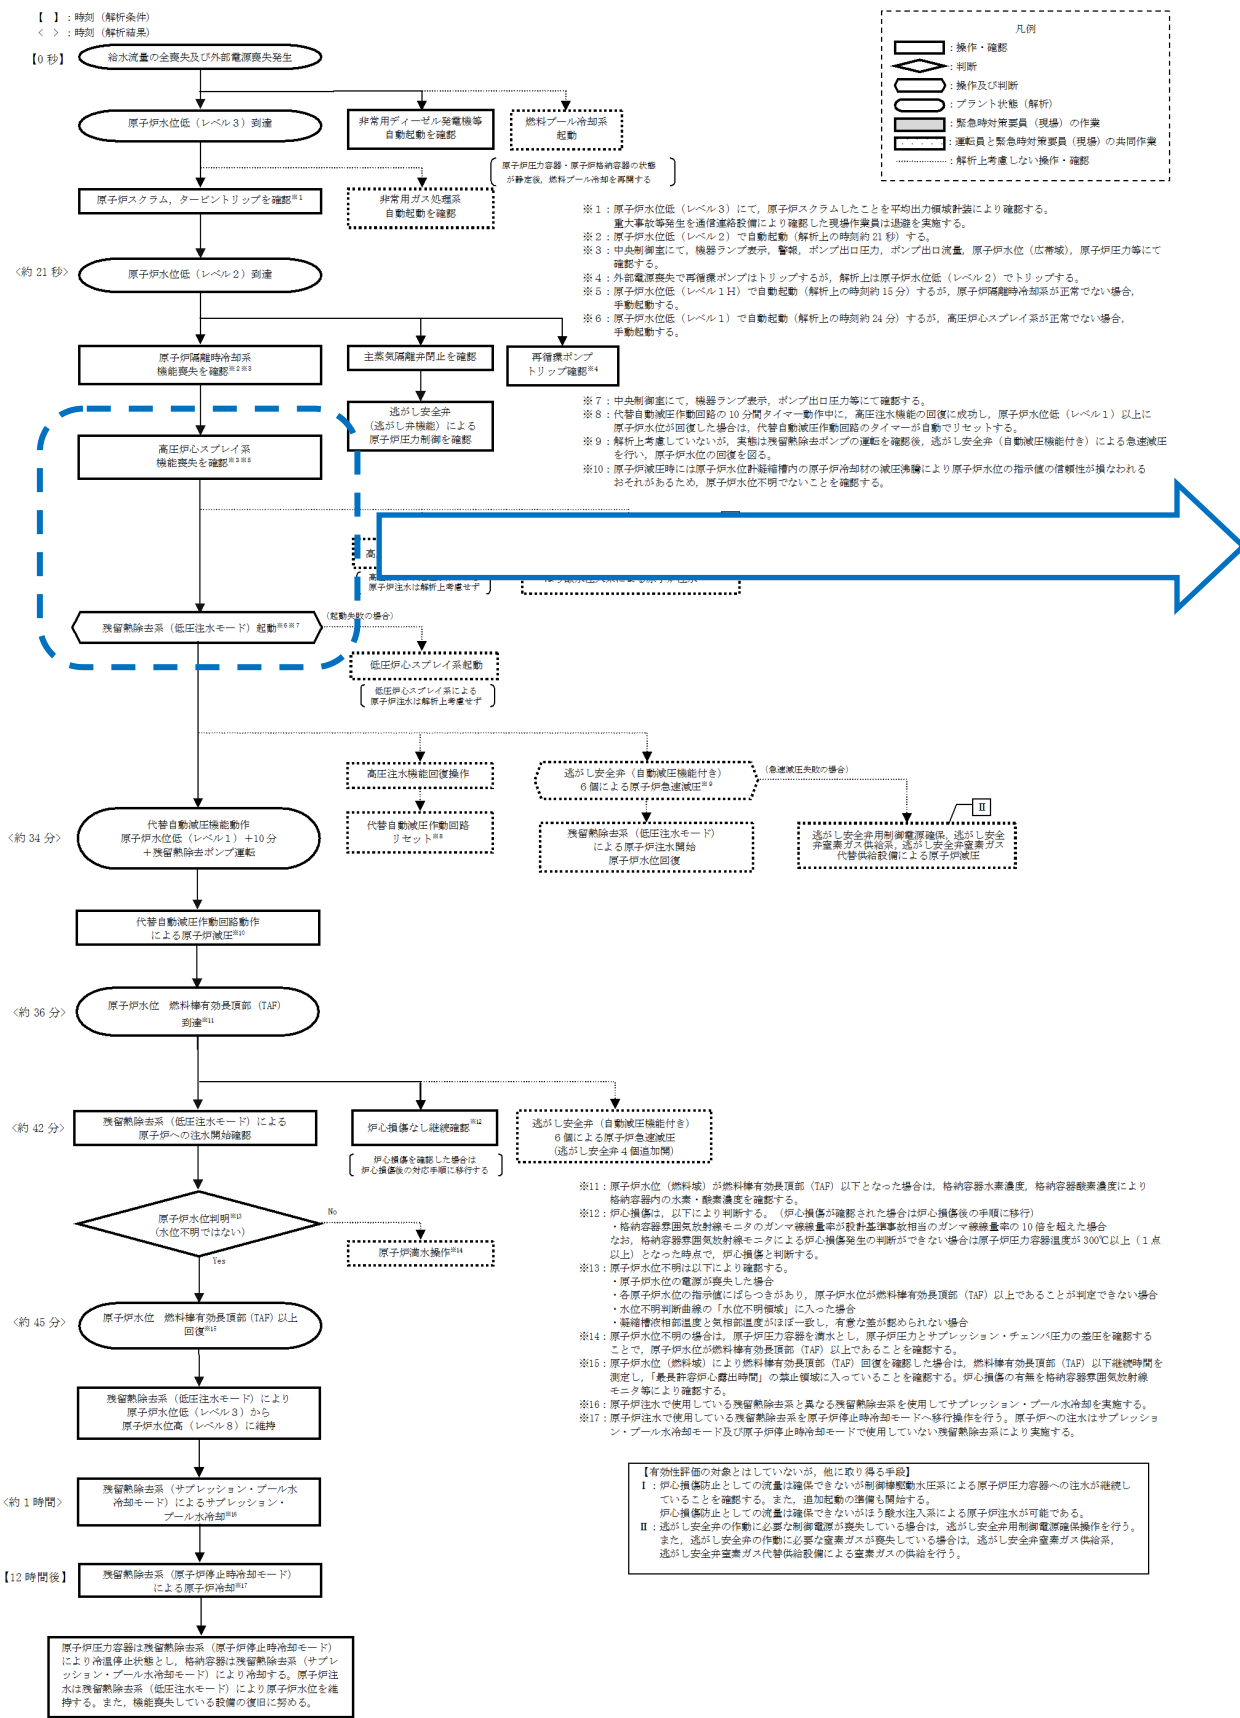 【　】：時刻（解析条件）
＜　＞：時刻（解析結果）
【0 秒】
給水流量の全喪失及び外部電源喪失発生
原子炉水位低（レベル３）到達
非常用ディーゼル発電機等
自動起動を確認
燃料プール冷却系
起動
原子炉圧力容器・原子炉格納容器の状態
が静定後，燃料プール冷却を再開する
原子炉スクラム，タービントリップを確認※1
非常用ガス処理系
自動起動を確認
凡例
：操作・確認
：判断
：操作及び判断
：プラント状態（解析）
：緊急時対策要員（現場）の作業
：運転員と緊急時対策要員（現場）の共同作業
：解析上考慮しない操作・確認
※１：原子炉水位低（レベル３）にて，原子炉スクラムしたことを平均出力領域計装により確認する。
重大事故等発生を通信連絡設備により確認した現場作業員は退避を実施する。
※２：原子炉水位低（レベル２）で自動起動（解析上の時刻約 21 秒）する。
※３：中央制御室にて，機器ランプ表示，警報，ポンプ出口圧力，ポンプ出口流量，原子炉水位（広帯域），原子炉圧力等にて
確認する。
※４：外部電源喪失で再循環ポンプはトリップするが，解析上は原子炉水位低（レベル２）でトリップする。
※５：原子炉水位低（レベル１Ｈ）で自動起動（解析上の時刻約 15 分）するが，原子炉隔離時冷却系が正常でない場合，
手動起動する。
※６：原子炉水位低（レベル１）で自動起動（解析上の時刻約 24 分）するが，高圧炉心スプレイ系が正常でない場合，
手動起動する。
＜約 21 秒＞
原子炉水位低（レベル２）到達
原子炉隔離時冷却系
機能喪失を確認※2※3
主蒸気隔離弁閉止を確認
再循環ポンプ
トリップ確認※4
逃がし安全弁
（逃がし弁機能）による
原子炉圧力制御を確認
高圧炉心スプレイ系
機能喪失を確認※3※5
※７：中央制御室にて，機器ランプ表示，ポンプ出口圧力等にて確認する。
※８：代替自動減圧作動回路の 10 分間タイマー動作中に，高圧注水機能の回復に成功し，原子炉水位低（レベル１）以上に
原子炉水位が回復した場合は，代替自動減圧作動回路のタイマーが自動でリセットする。
※９：解析上考慮していないが，実態は残留熱除去ポンプの運転を確認後，逃がし安全弁（自動減圧機能付き）による急速減圧
を行い，原子炉水位の回復を図る。
※10：原子炉減圧時には原子炉水位計凝縮槽内の原子炉冷却材の減圧沸騰により原子炉水位の指示値の信頼性が損なわれる
おそれがあるため，原子炉水位不明でないことを確認する。
高
原子炉注水は解析上考慮せず
残留熱除去系（低圧注水モード）起動※6※7
（起動失敗の場合）
低圧炉心スプレイ系起動
低圧炉心スプレイ系による
原子炉注水は解析上考慮せず
高圧注水機能回復操作
代替自動減圧作動回路
リセット※8
逃がし安全弁（自動減圧機能付き）
６個による原子炉急速減圧※9
（急速減圧失敗の場合）
残留熱除去系（低圧注水モード）
による原子炉注水開始
原子炉水位回復
Ⅱ
逃がし安全弁用制御電源確保，逃がし安全
弁窒素ガス供給系，逃がし安全弁窒素ガス
代替供給設備による原子炉減圧
＜約 34 分＞
代替自動減圧機能動作
原子炉水位低（レベル１）＋10 分
＋残留熱除去ポンプ運転
代替自動減圧作動回路動作
による原子炉減圧※10
＜約 36 分＞
原子炉水位　燃料棒有効長頂部（TAF）
到達※11
＜約 42 分＞
残留熱除去系（低圧注水モード）による
原子炉への注水開始確認
炉心損傷なし継続確認※12
炉心損傷を確認した場合は
炉心損傷後の対応手順に移行する
逃がし安全弁（自動減圧機能付き）
６個による原子炉急速減圧
（逃がし安全弁４個追加開）
原子炉水位判明※13
（水位不明ではない）
No
Yes
原子炉満水操作※14
＜約 45 分＞
原子炉水位　燃料棒有効長頂部（TAF）以上
回復※15
残留熱除去系（低圧注水モード）により
原子炉水位低（レベル３）から
原子炉水位高（レベル８）に維持
＜約 1 時間＞
残留熱除去系（サプレッション・プール水
冷却モード）によるサプレッション・
プール水冷却※16
【12 時間後】
残留熱除去系（原子炉停止時冷却モード）
による原子炉冷却※17
原子炉圧力容器は残留熱除去系（原子炉停止時冷却モード）
により冷温停止状態とし，格納容器は残留熱除去系（サプレ
ッション・プール水冷却モード）により冷却する。原子炉注
水は残留熱除去系（低圧注水モード）により原子炉水位を維
持する。また，機能喪失している設備の復旧に努める。
※11：原子炉水位（燃料域）が燃料棒有効長頂部（TAF）以下となった場合は，格納容器水素濃度，格納容器酸素濃度により
格納容器内の水素・酸素濃度を確認する。
※12：炉心損傷は，以下により判断する。（炉心損傷が確認された場合は炉心損傷後の手順に移行）
・格納容器雰囲気放射線モニタのガンマ線線量率が設計基準事故相当のガンマ線線量率の 10 倍を超えた場合
なお，格納容器雰囲気放射線モニタによる炉心損傷発生の判断ができない場合は原子炉圧力容器温度が 300℃以上（１点
以上）となった時点で，炉心損傷と判断する。
※13：原子炉水位不明は以下により確認する。
・原子炉水位の電源が喪失した場合
・各原子炉水位の指示値にばらつきがあり，原子炉水位が燃料棒有効長頂部（TAF）以上であることが判定できない場合
・水位不明判断曲線の「水位不明領域」に入った場合
・凝縮槽液相部温度と気相部温度がほぼ一致し，有意な差が認められない場合
※14：原子炉水位不明の場合は，原子炉圧力容器を満水とし，原子炉圧力とサプレッション・チェンバ圧力の差圧を確認する
ことで，原子炉水位が燃料棒有効長頂部（TAF）以上であることを確認する。
※15：原子炉水位（燃料域）により燃料棒有効長頂部（TAF）回復を確認した場合は，燃料棒有効長頂部（TAF）以下継続時間を
測定し，「最長許容炉心露出時間」の禁止領域に入っていることを確認する。炉心損傷の有無を格納容器雰囲気放射線
モニタ等により確認する。
※16：原子炉注水で使用している残留熱除去系と異なる残留熱除去系を使用してサプレッション・プール水冷却を実施する。
※17：原子炉注水で使用している残留熱除去系を原子炉停止時冷却モードへ移行操作を行う。原子炉への注水はサプレッショ
ン・プール水冷却モード及び原子炉停止時冷却モードで使用していない残留熱除去系により実施する。
【有効性評価の対象とはしていないが，他に取り得る手段】
Ⅰ：炉心損傷防止としての流量は確保できないが制御棒駆動水圧系による原子炉圧力容器への注水が継続し
ていることを確認する。また，追加起動の準備も開始する。
炉心損傷防止としての流量は確保できないがほう酸水注入系による原子炉注水が可能である。
Ⅱ：逃がし安全弁の作動に必要な制御電源が喪失している場合は，逃がし安全弁用制御電源確保操作を行う。
また，逃がし安全弁の作動に必要な窒素ガスが喪失している場合は，逃がし安全弁窒素ガス供給系，
逃がし安全弁窒素ガス代替供給設備による窒素ガスの供給を行う。